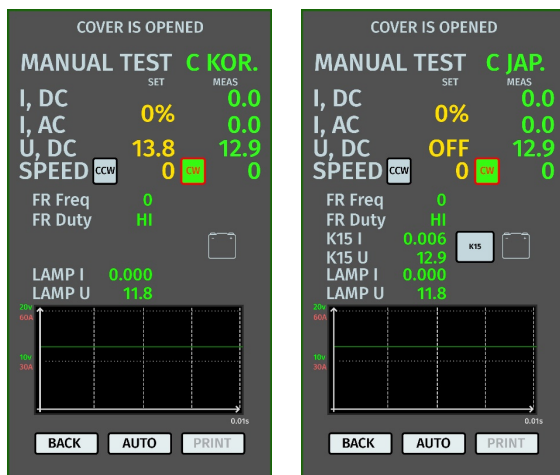 COVER IS OPENED
MANUAL TEST C KOR.
SET MEAS
I, DC 0.0
0%
I, AC 0.0
U, DC 13.8 12.9
SPEED CCW 0 CW 0
FR Freq 0
FR Duty HI
LAMP I 0.000
LAMP U 11.8
20v
60A
10v
30A
0.01s
BACK AUTO PRINT
COVER IS OPENED
MANUAL TEST C JAP.
SET MEAS
I, DC 0.0
0%
I, AC 0.0
U, DC OFF 12.9
SPEED CCW 0 CW 0
FR Freq 0
FR Duty HI
K15 I 0.006 K15
K15 U 12.9
LAMP I 0.000
LAMP U 11.8
20v
60A
10v
30A
0.01s
BACK AUTO PRINT